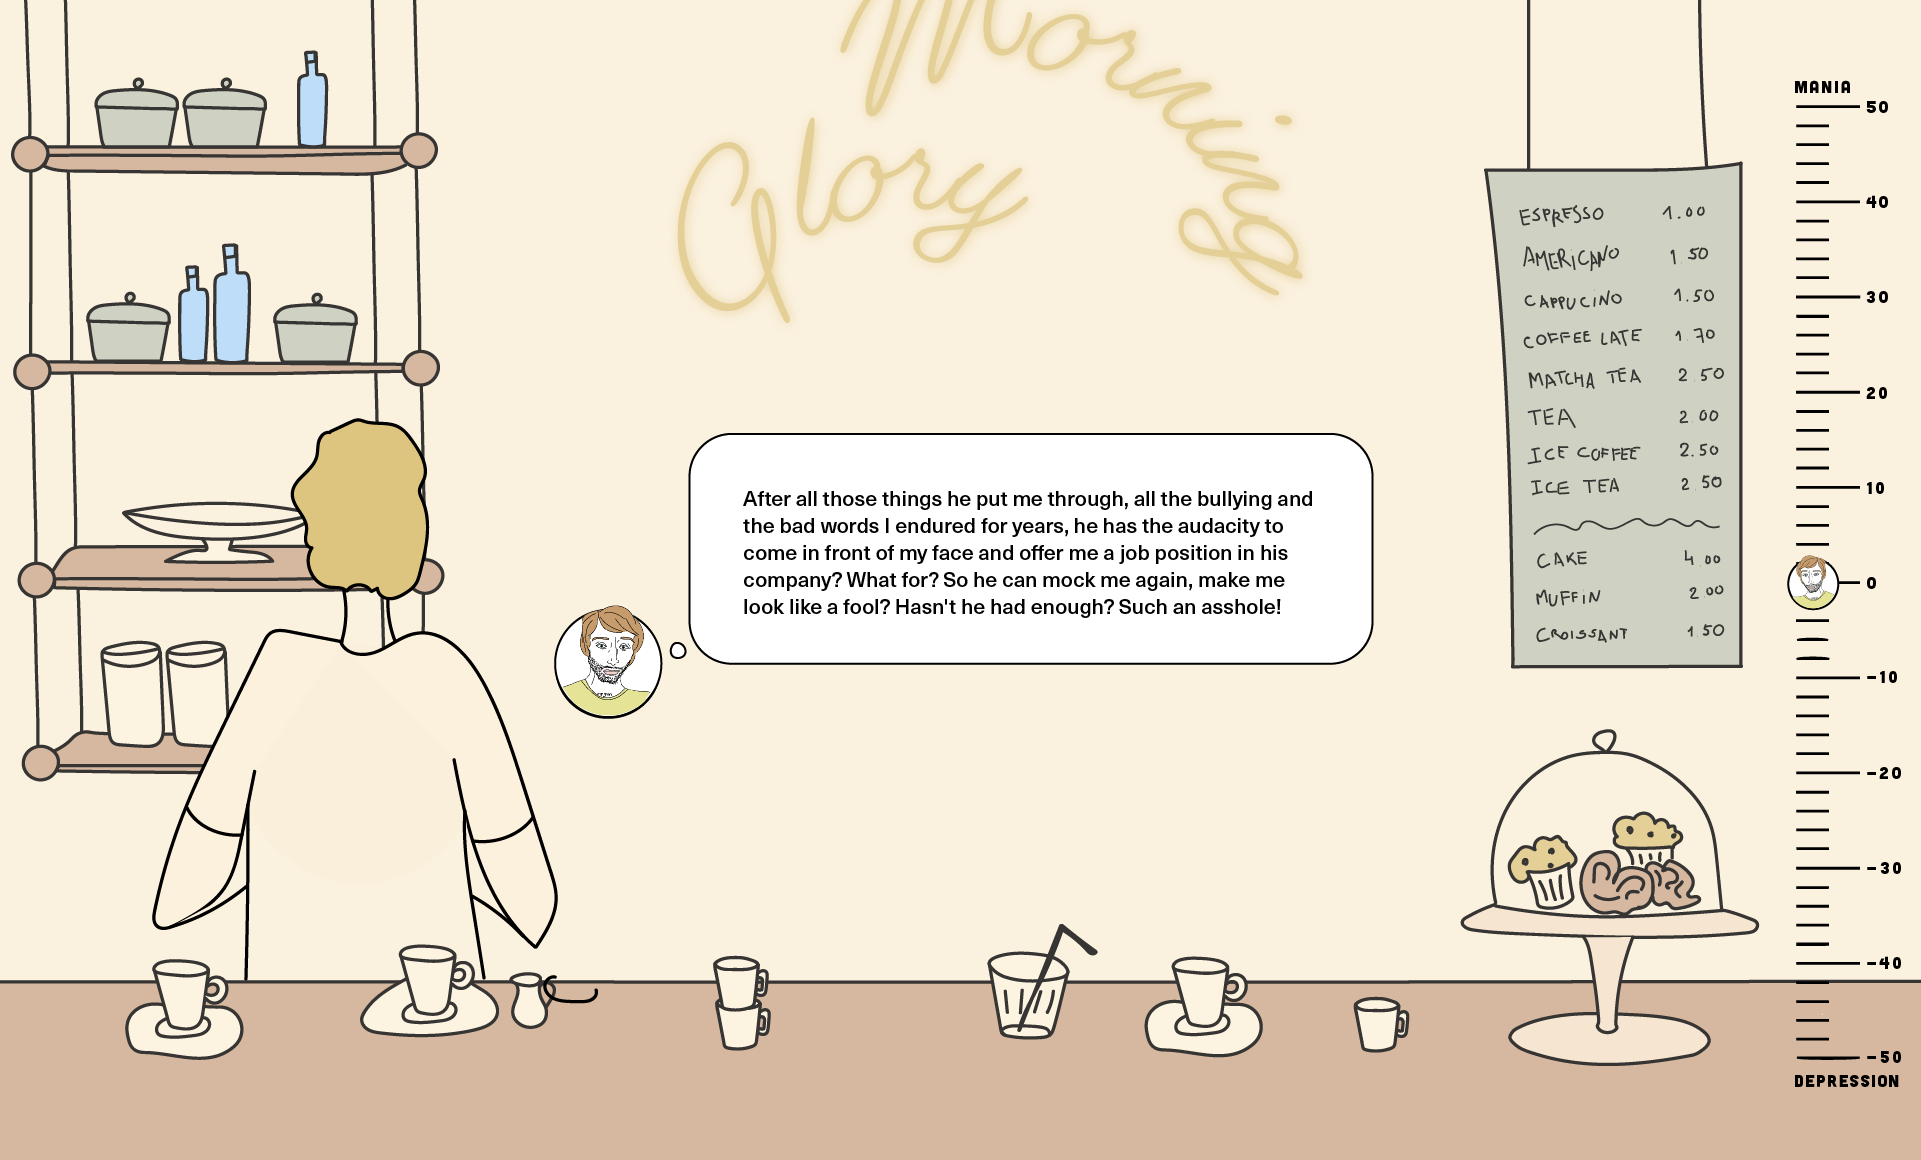 Morning
Glory
MANIA
50
40
30
20
10
0
-10
-20
-30
-40
-50
DEPRESSION
ESPRESSO 1.00
AMERICANO 1.50
CAPPUCINO 1.50
COFFEE LATE 1.70
MATCHA TEA 2.50
TEA 2.00
ICE COFFEE 2.50
ICE TEA 2.50
CAKE 4.00
MUFFIN 2.00
CROISSANT 1.50
After all those things he put me through, all the bullying and
the bad words I endured for years, he has the audacity to
come in front of my face and offer me a job position in his
company? What for? So he can mock me again, make me
look like a fool? Hasn't he had enough? Such an asshole!